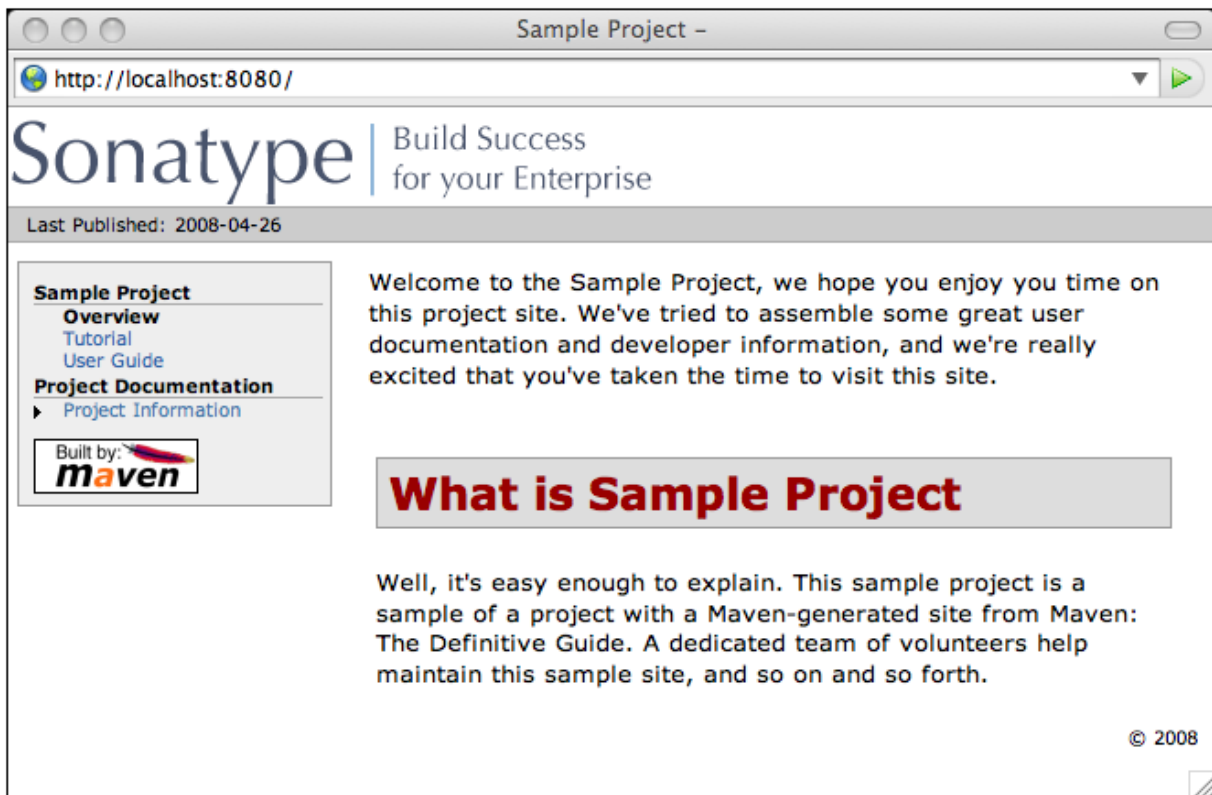 Sample Project –
http://localhost:8080/
Sonatype
Build Success
for your Enterprise
Last Published: 2008-04-26
Sample Project
Overview
Tutorial
User Guide
Project Documentation
Project Information
Built by:
maven
Welcome to the Sample Project, we hope you enjoy you time on
this project site. We've tried to assemble some great user
documentation and developer information, and we're really
excited that you've taken the time to visit this site.
What is Sample Project
Well, it's easy enough to explain. This sample project is a
sample of a project with a Maven-generated site from Maven:
The Definitive Guide. A dedicated team of volunteers help
maintain this sample site, and so on and so forth.
© 2008